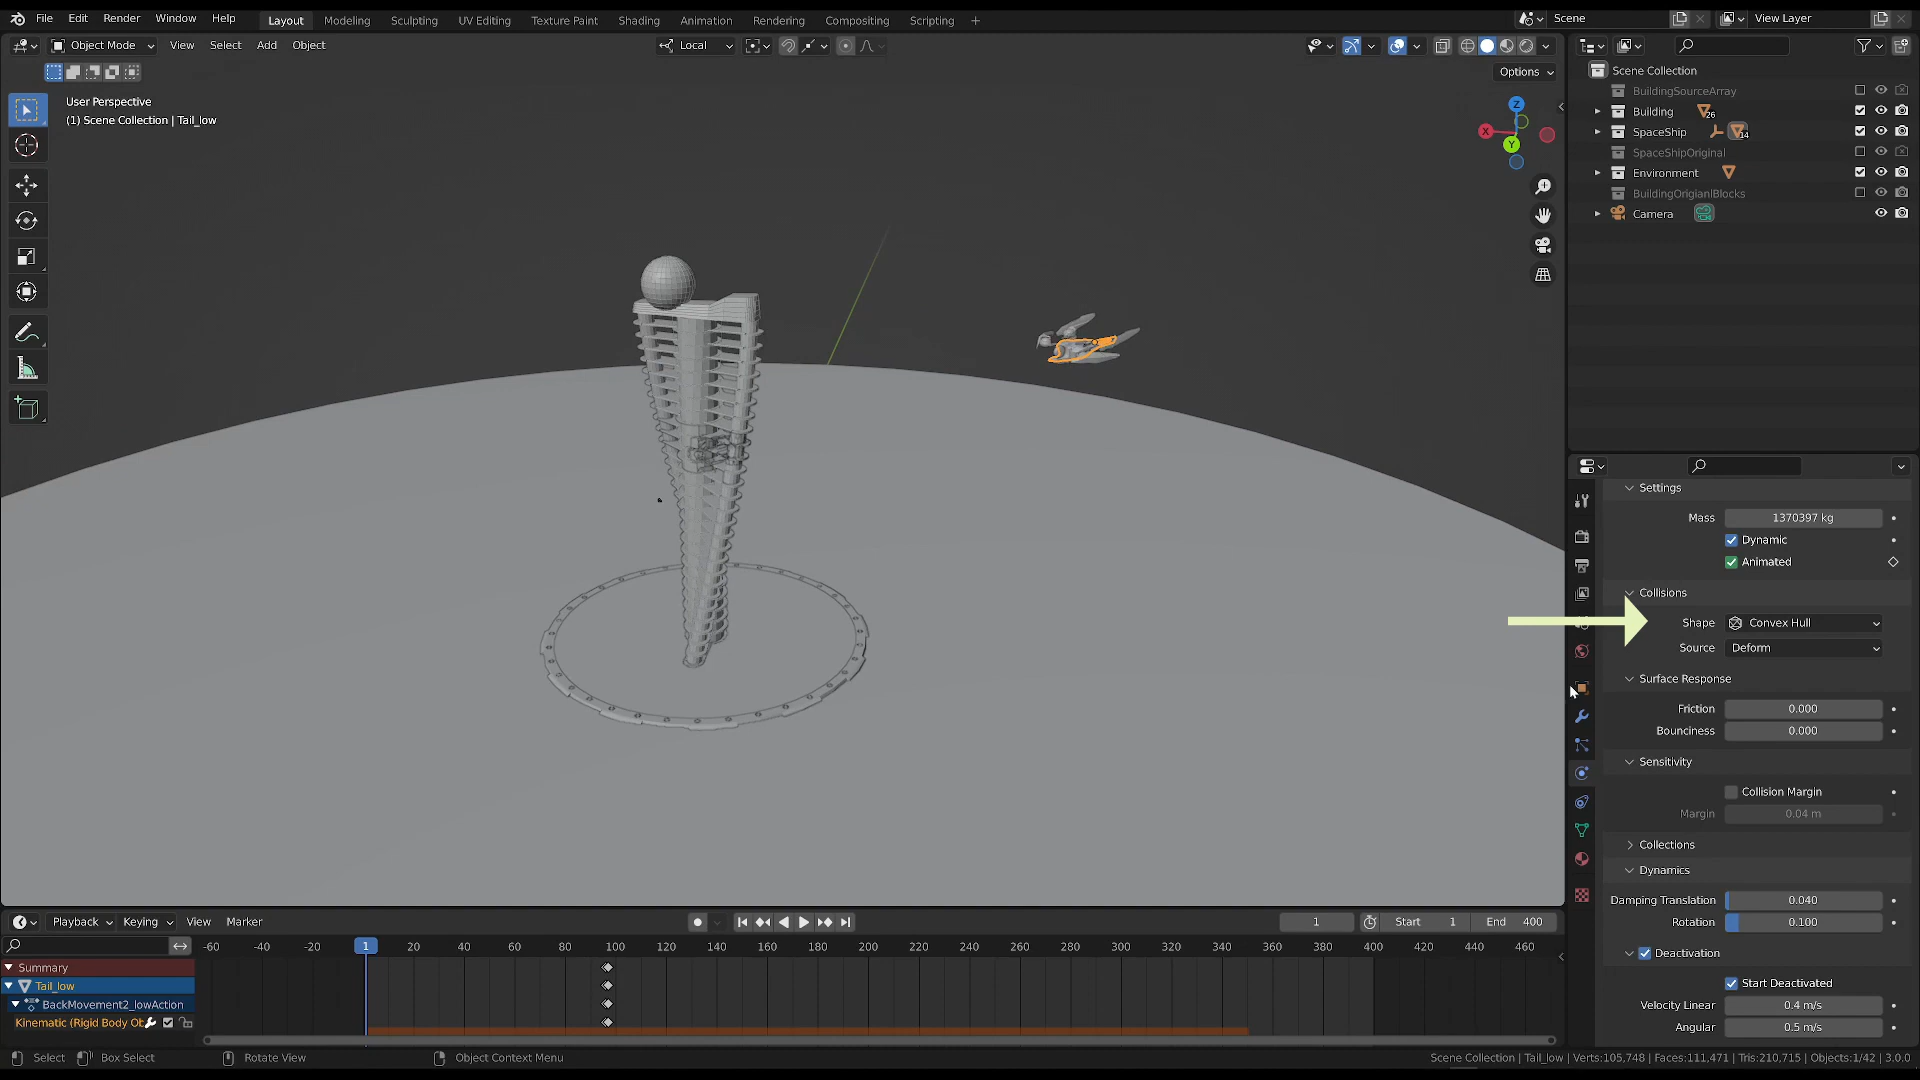 File Edit Render Window Help Layout Modeling Sculpting UV Editing Texture Paint Shading Animation Rendering Compositing Scripting + Scene View Layer
Object Mode View Select Add Object Local
Options
User Perspective
(1) Scene Collection | Tail_low
Z
X
Y
Scene Collection
BuildingSourceArray
Building 26
SpaceShip 14
SpaceShipOriginal
Environment
BuildingOrigianlBlocks
Camera
Settings
Mass 1370397 kg
Dynamic
Animated
Collisions
Shape Convex Hull
Source Deform
Surface Response
Friction 0.000
Bounciness 0.000
Sensitivity
Collision Margin
Margin 0.04 m
Collections
Dynamics
Damping Translation 0.040
Rotation 0.100
Deactivation
Start Deactivated
Velocity Linear 0.4 m/s
Angular 0.5 m/s
Playback Keying View Marker 1 Start 1 End 400
-60 -40 -20 1 20 40 60 80 100 120 140 160 180 200 220 240 260 280 300 320 340 360 380 400 420 440 460
Summary
Tail_low
BackMovement2_lowAction
Kinematic (Rigid Body Ob
Select Box Select Rotate View Object Context Menu Scene Collection | Tail_low | Verts:105,748 | Faces:111,471 | Tris:210,715 | Objects:1/42 | 3.0.0